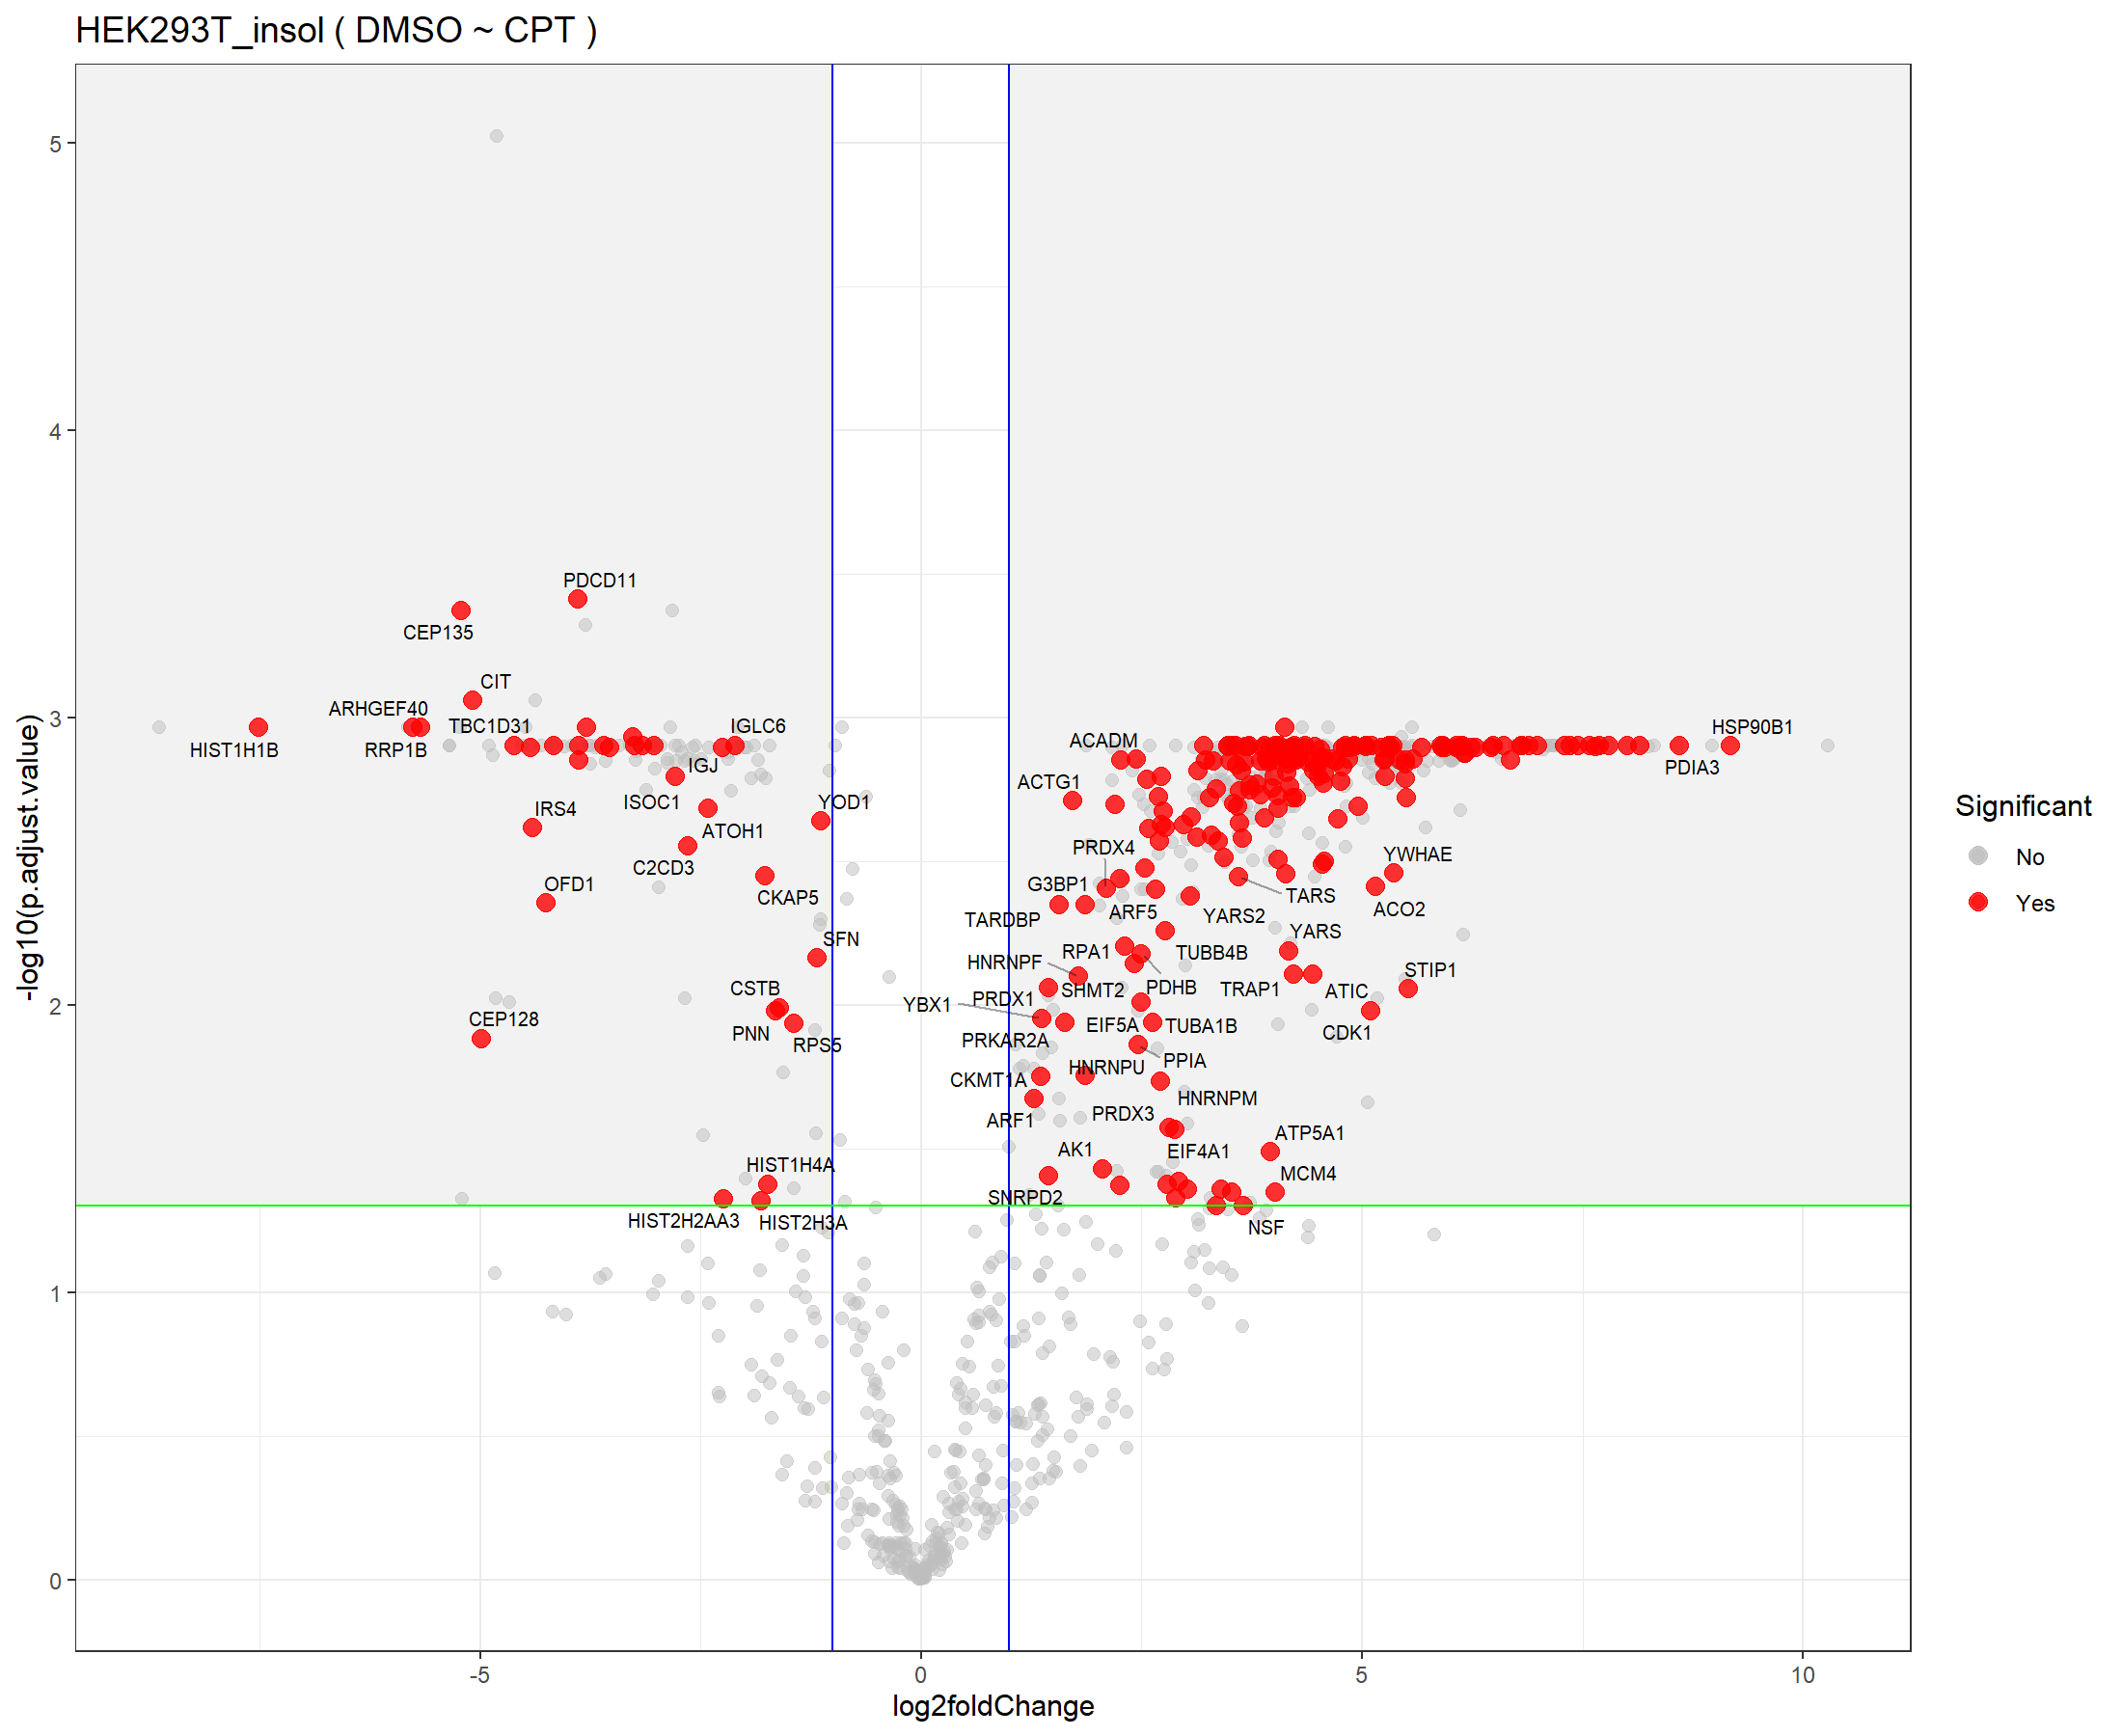 HEK293T_insol ( DMSO ~ CPT )
-log10(p.adjust.value)
5
4
3
2
1
0
PDCD11
CEP135
CIT
ARHGEF40
TBC1D31
IGLC6
HSP90B1
HIST1H1B
RRP1B
ACADM
IGJ
PDIA3
ISOC1
YOD1
ACTG1
IRS4
ATOH1
PRDX4
YWHAE
C2CD3
OFD1
CKAP5
G3BP1
TARS
ARF5
ACO2
TARDBP
YARS2
SFN
YARS
RPA1
TUBB4B
HNRNPF
STIP1
CSTB
PRDX1
SHMT2
PDHB
TRAP1
ATIC
YBX1
CEP128
PNN
EIF5A
TUBA1B
CDK1
RPS5
PRKAR2A
HNRNPU
PPIA
CKMT1A
HNRNPM
ARF1
PRDX3
ATP5A1
AK1
EIF4A1
HIST1H4A
MCM4
SNRPD2
HIST2H2AA3
HIST2H3A
NSF
-5
0
5
10
log2foldChange
Significant
No
Yes